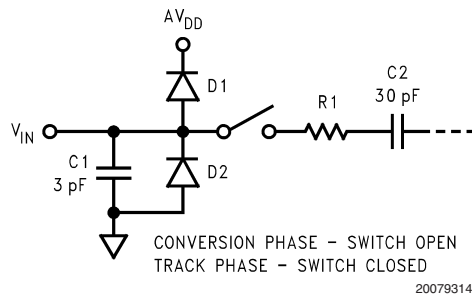 AVDD
D1
C2
R1
30 pF
VIN
C1
D2
3 pF
CONVERSION PHASE – SWITCH OPEN
TRACK PHASE – SWITCH CLOSED
20079314